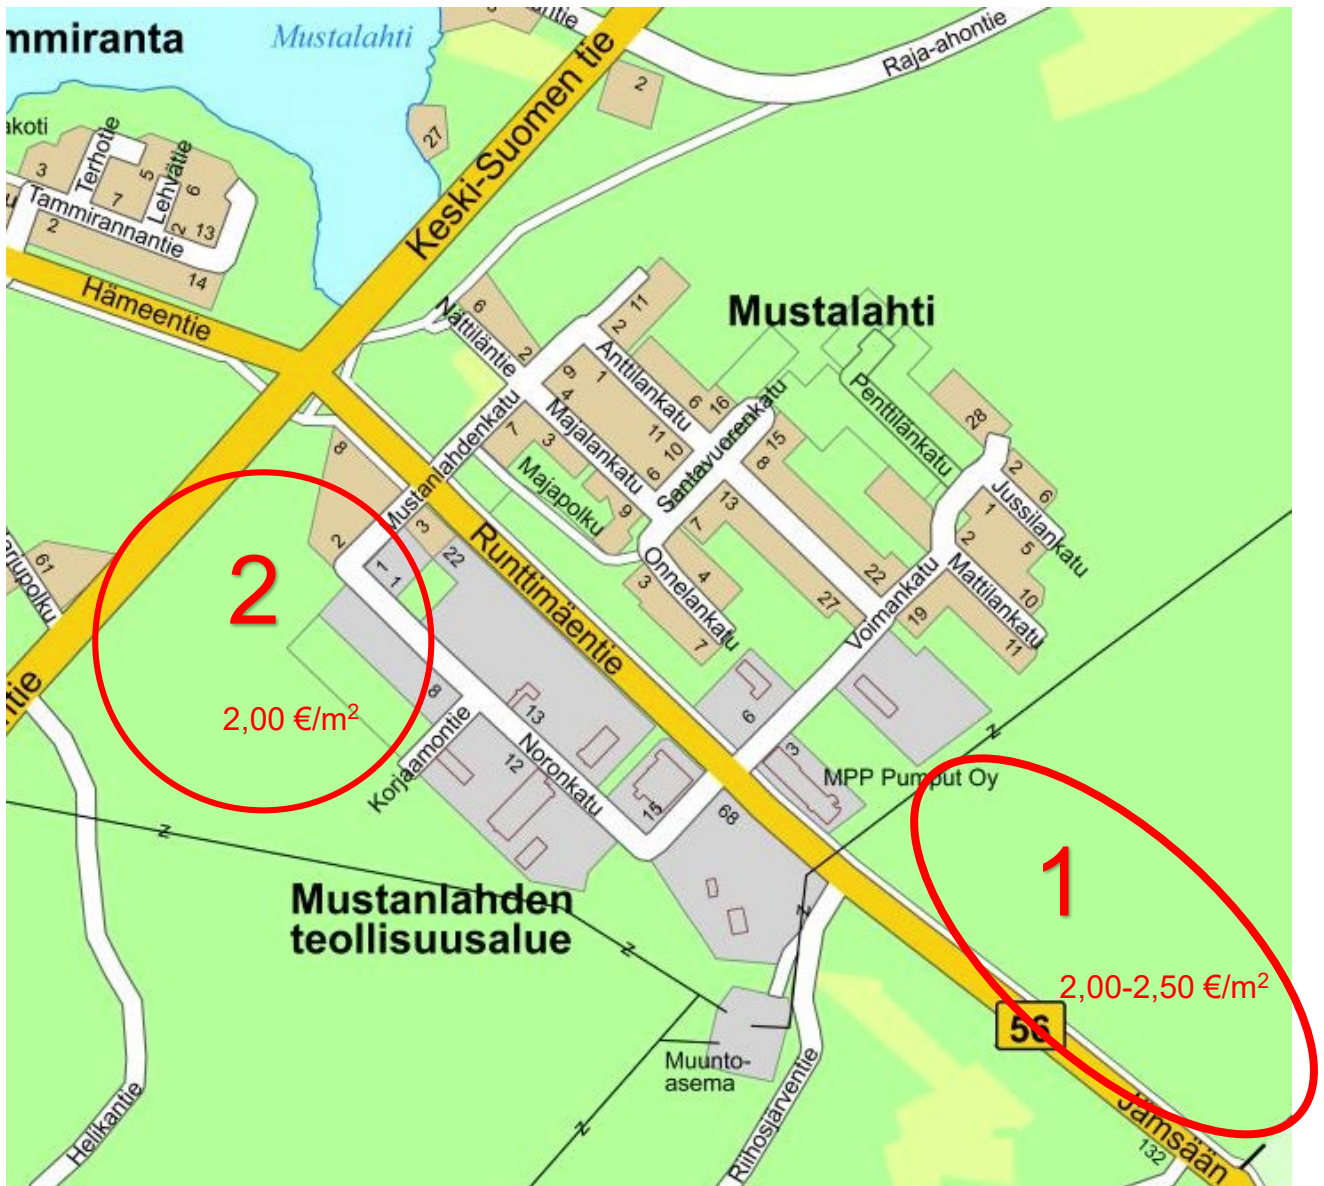 mmiranta
Mustalahti
Keski-Suomen tie
Raja-ahontie
2
27
akoti
3
Terhotie
5
Lehvätie
6
7
2
13
Tammirannantie
2
14
Hämeentie
Mustalahti
6
Nättiläntie
2
11
2
Anttilankatu
9
1
4
Majalankatu
6
16
11
10
6
Santavuorenkatu
15
8
Penttilänkatu
28
2
6
Jussilankatu
1
5
2
Mattilankatu
10
11
19
22
Voimankatu
27
13
7
Onnelankatu
3
4
7
7
3
Majapolku
9
Mustanlahdenkatu
8
2
3
1
1
22
Runttimäentie
61
arjupolku
ntie
2
2,00 €/m²
8
Korjaamontie
13
12
Noronkatu
15
6
3
68
MPP Pumput Oy
Mustanlahden
teollisuusalue
1
2,00-2,50 €/m²
56
Jämsään
132
Muunto-
asema
Riihosjärventie
Helikantie